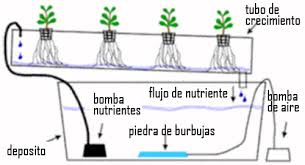 tubo de
crecimiento
flujo de nutriente
bomba
de aire
bomba
nutrientes
piedra de burbujas
deposito